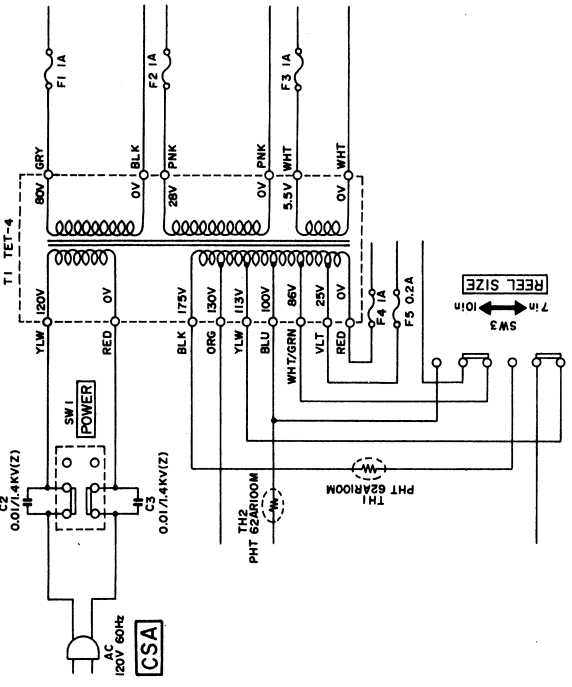 F1 1A
F2 1A
F3 1A
T1 TET-4
GRY
BLK
PNK
PNK
WHT
WHT
80V
0V
28V
0V
5.5V
0V
120V
0V
175V
130V
113V
100V
86V
25V
0V
YLW
RED
BLK
ORG
YLW
BLU
WHT/GRN
VLT
RED
F4 1A
F5 0.2A
REEL SIZE
7in
10in
SW3
SW1
POWER
C2
0.01/1.4KV(Z)
C3
0.01/1.4KV(Z)
TH1
PHT 62AR100M
TH2
PHT 62AR100M
AC
120V 60Hz
CSA